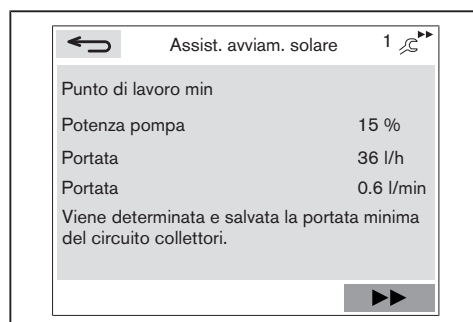 Assist. avviam. solare 1
Punto di lavoro min
Potenza pompa 15 %
Portata 36 l/h
Portata 0.6 l/min
Viene determinata e salvata la portata minima
del circuito collettori.